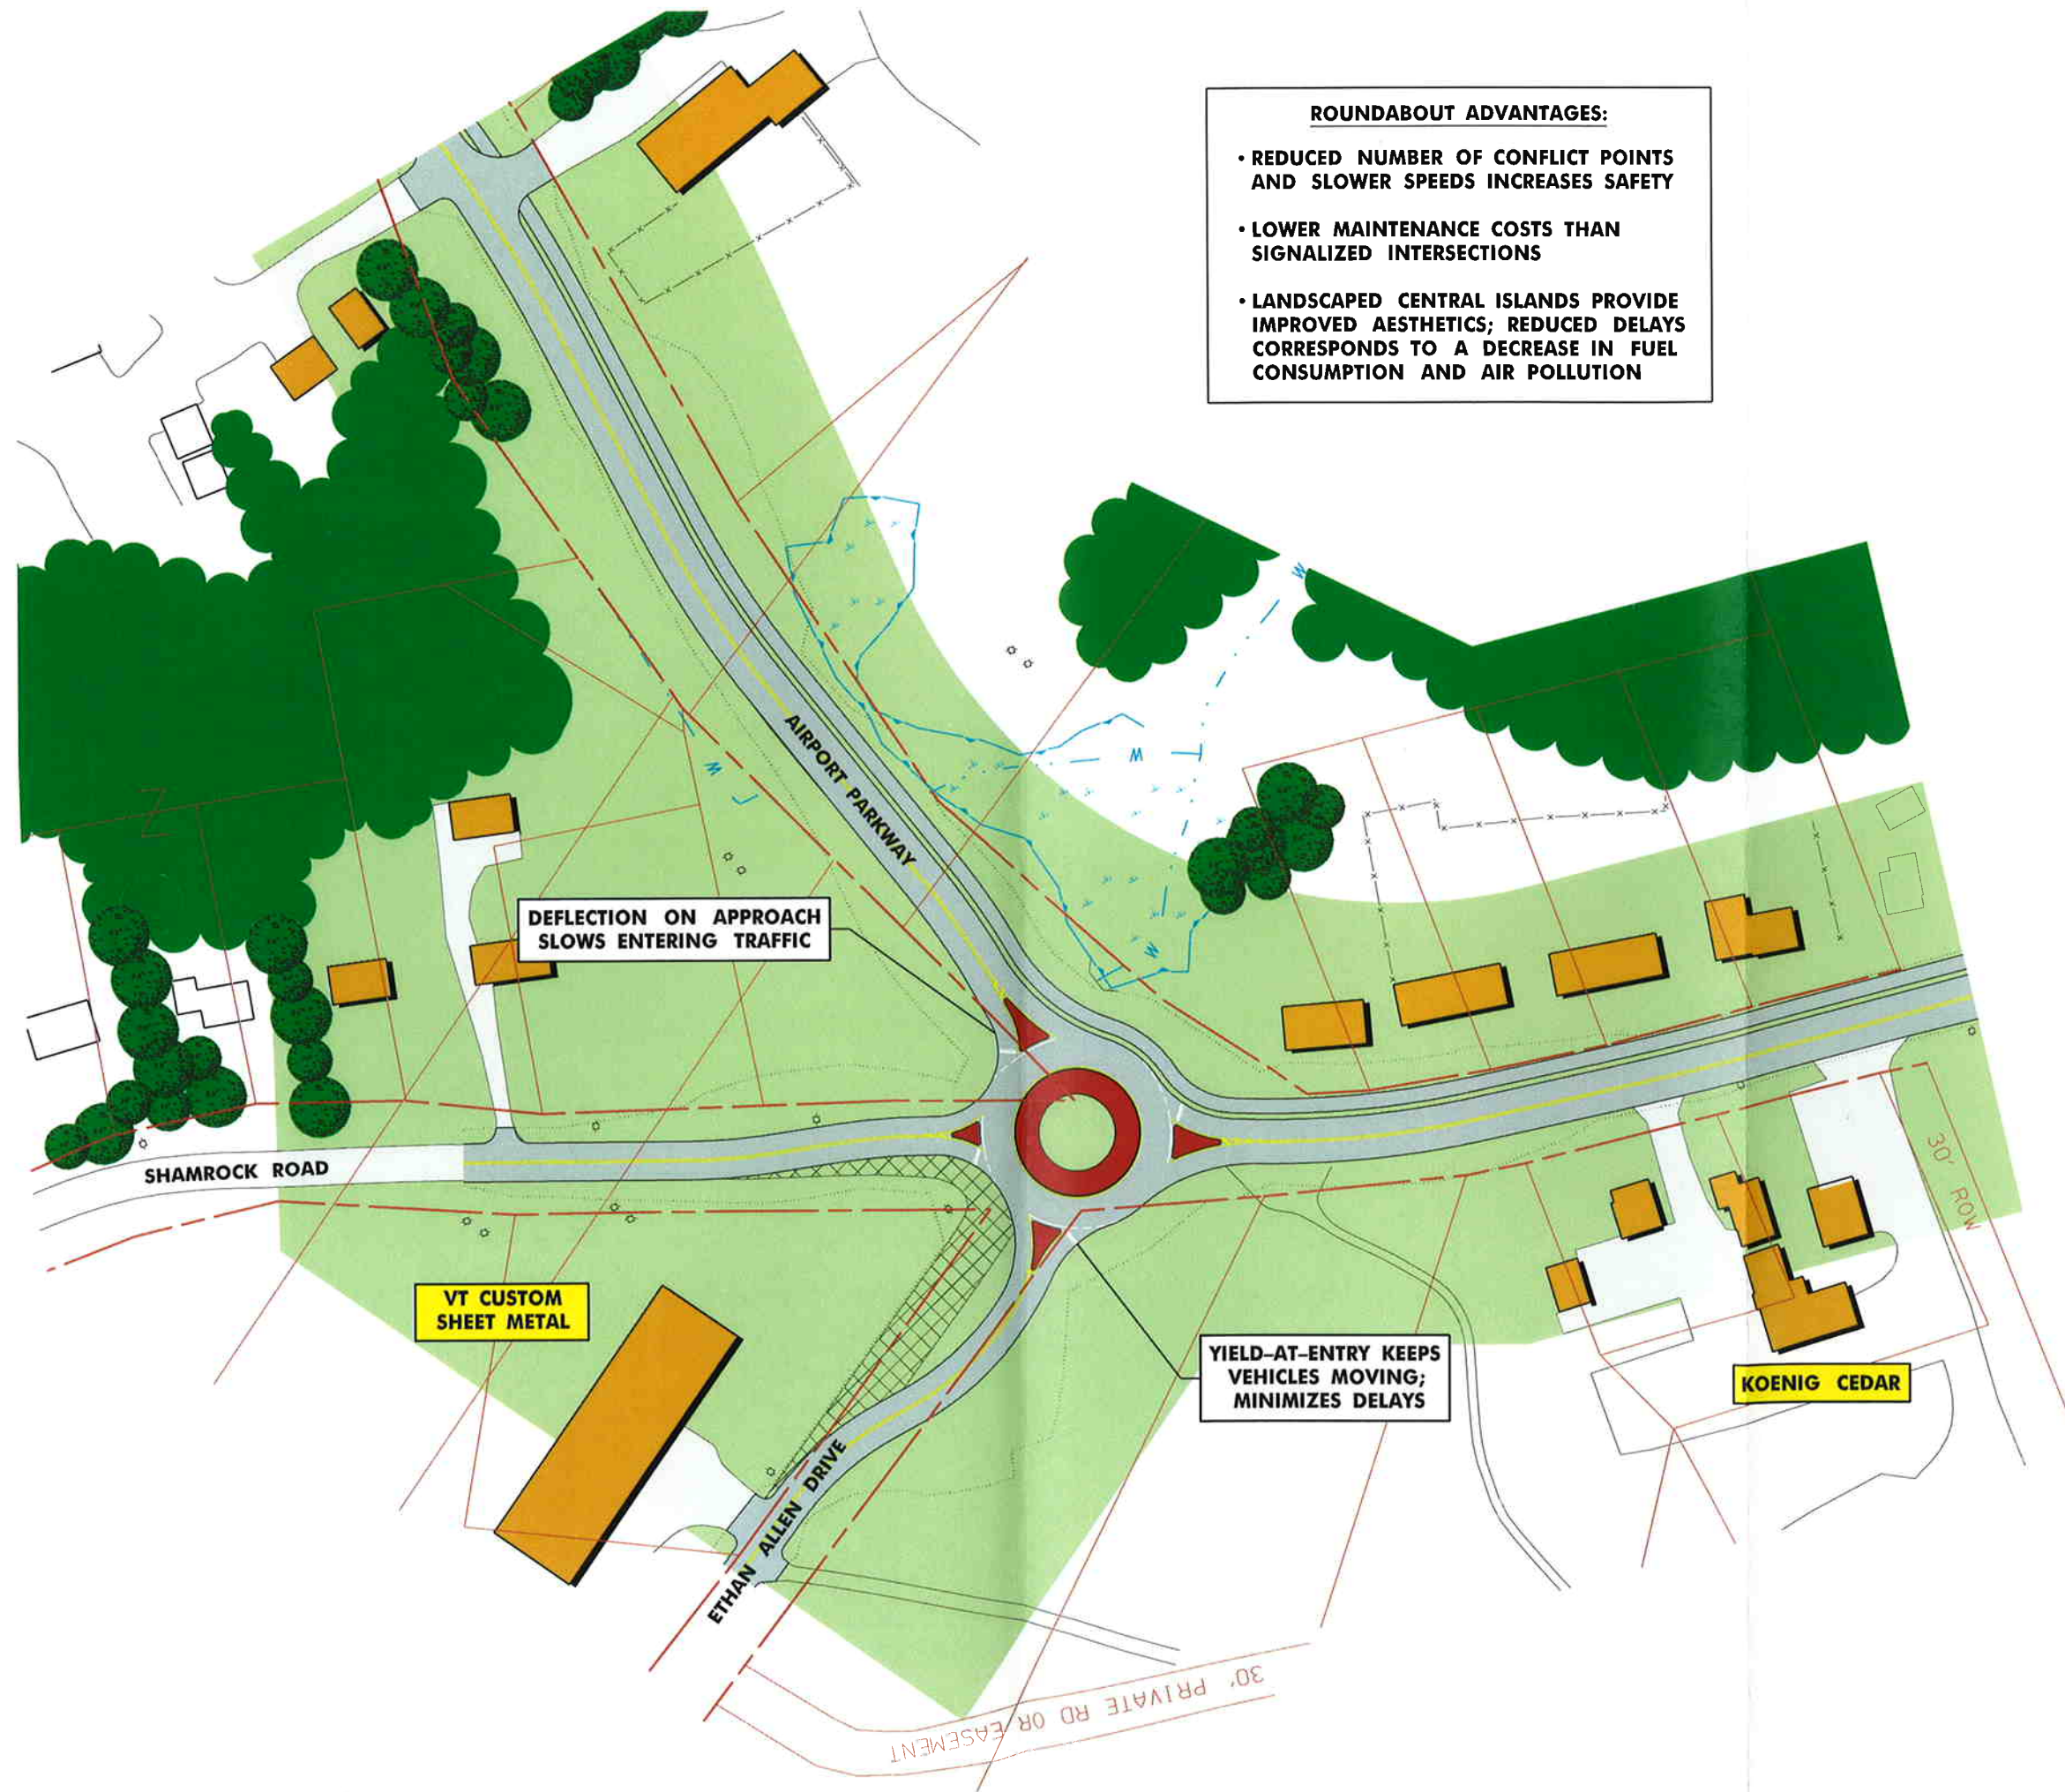 ROUNDABOUT ADVANTAGES:
• REDUCED NUMBER OF CONFLICT POINTS
AND SLOWER SPEEDS INCREASES SAFETY
• LOWER MAINTENANCE COSTS THAN
SIGNALIZED INTERSECTIONS
• LANDSCAPED CENTRAL ISLANDS PROVIDE
IMPROVED AESTHETICS; REDUCED DELAYS
CORRESPONDS TO A DECREASE IN FUEL
CONSUMPTION AND AIR POLLUTION
W
AIRPORT PARKWAY
W
W
DEFLECTION ON APPROACH
SLOWS ENTERING TRAFFIC
W
SHAMROCK ROAD
30' ROW
VT CUSTOM
SHEET METAL
YIELD-AT-ENTRY KEEPS
VEHICLES MOVING;
MINIMIZES DELAYS
KOENIG CEDAR
ETHAN ALLEN DRIVE
30' PRIVATE RD OR EASEMENT